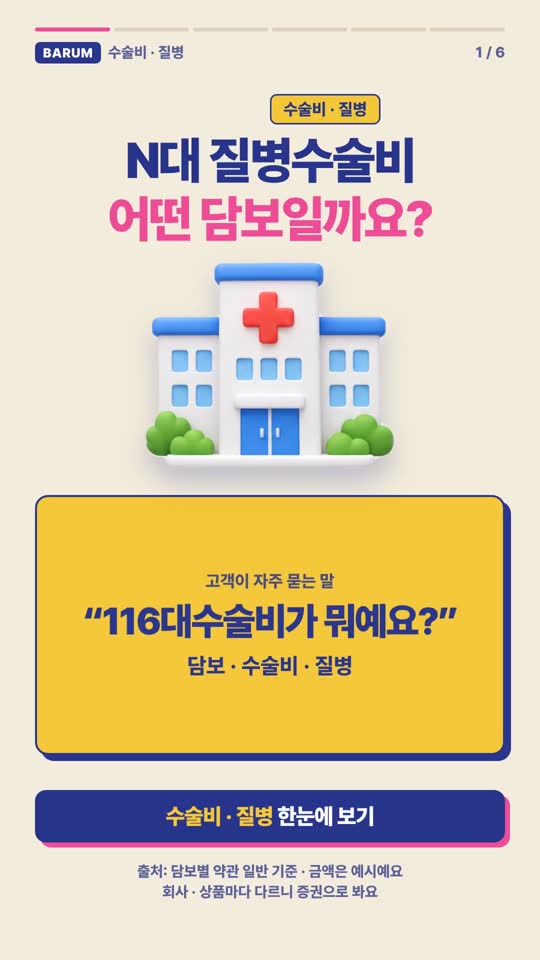 BARUM 수술비 · 질병 1 / 6
수술비 · 질병
N대 질병수술비
어떤 담보일까요?
고객이 자주 묻는 말
“116대수술비가 뭐예요?”
담보 · 수술비 · 질병
수술비 · 질병 한눈에 보기
출처: 담보별 약관 일반 기준 · 금액은 예시예요
회사 · 상품마다 다르니 증권으로 봐요